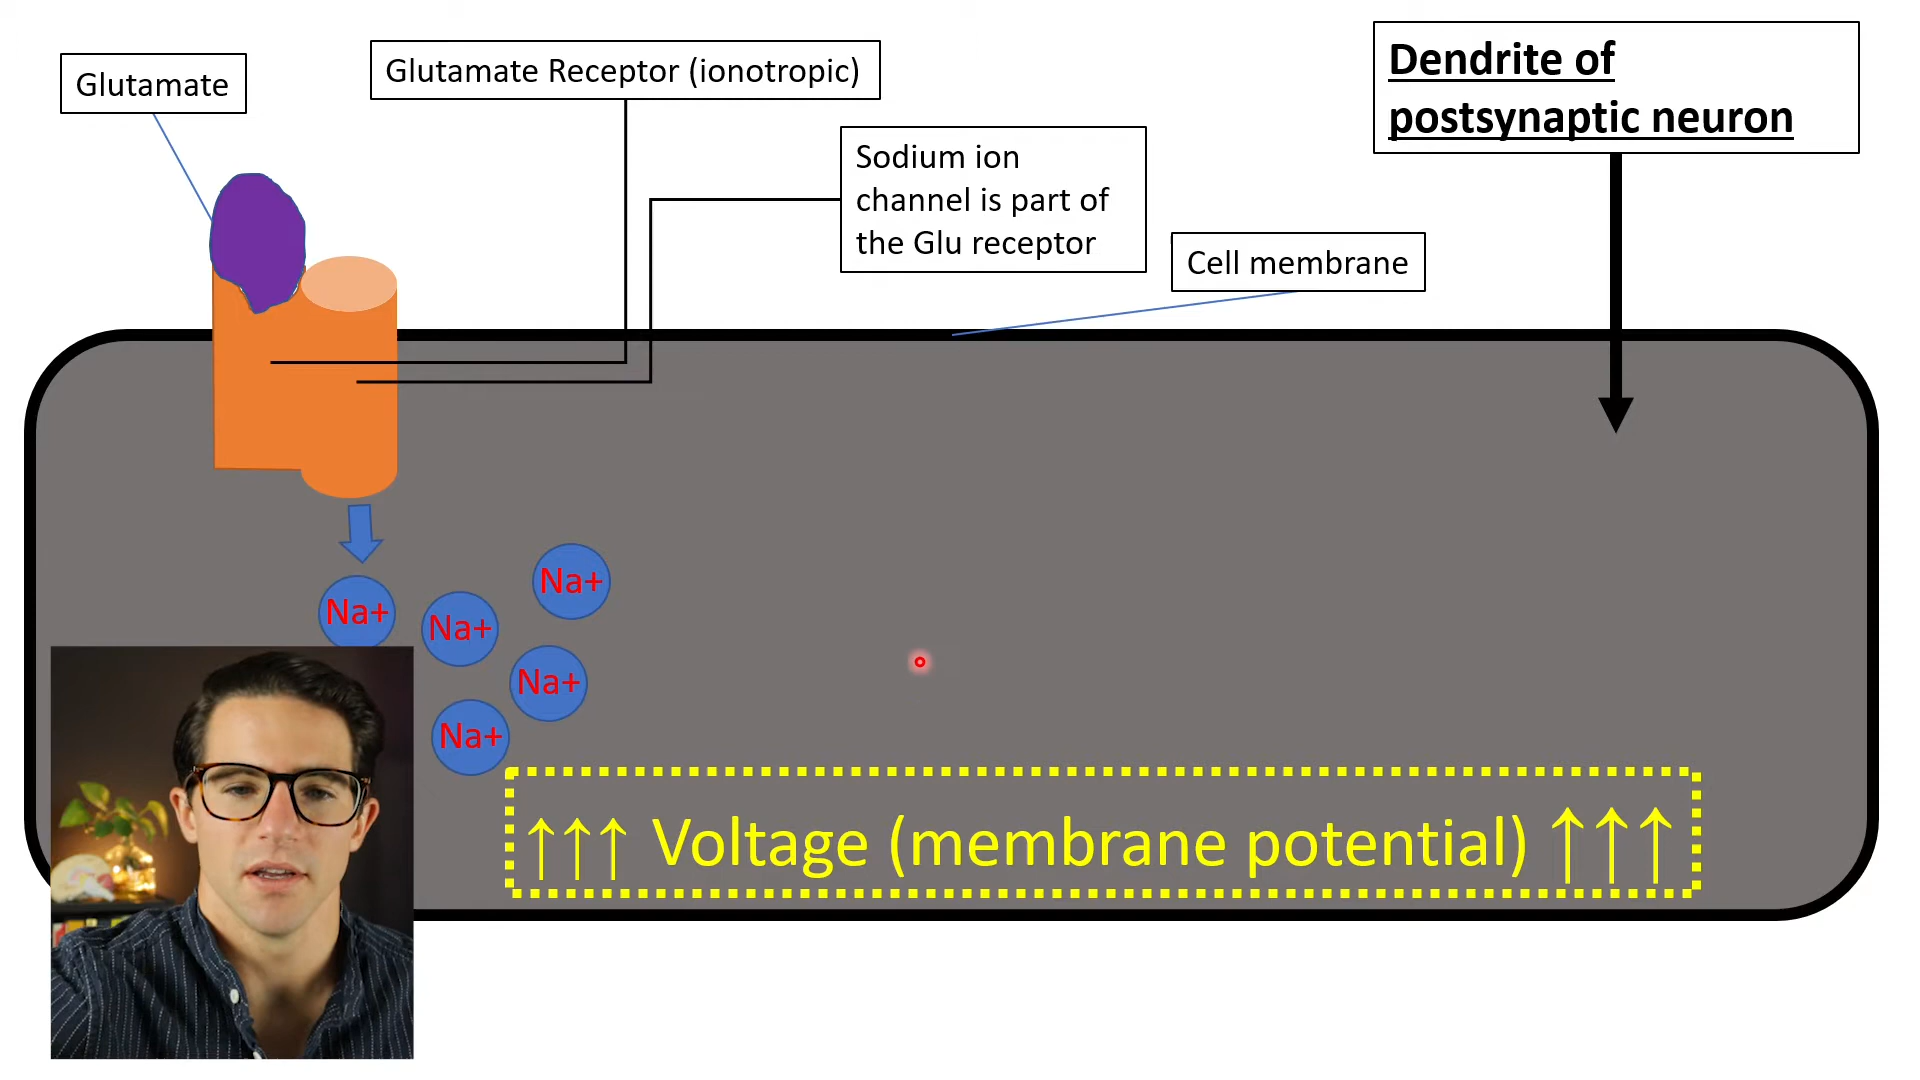 Glutamate
Glutamate Receptor (ionotropic)
Dendrite of
postsynaptic neuron
Sodium ion
channel is part of
the Glu receptor
Cell membrane
Na+
Na+
Na+
Na+
Na+
↑↑↑ Voltage (membrane potential) ↑↑↑